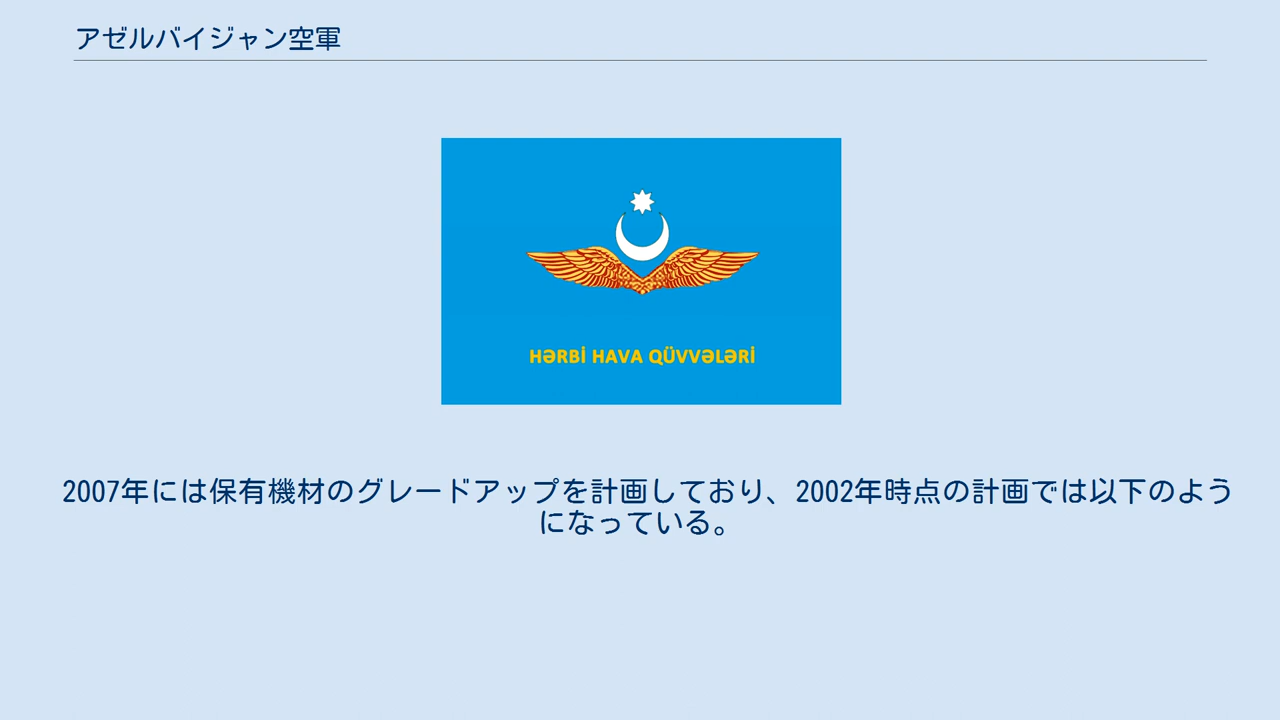 アゼルバイジャン空軍
HƏRBİ HAVA QÜVVƏLƏRİ
2007年には保有機材のグレードアップを計画しており、2002年時点の計画では以下のよう
になっている。